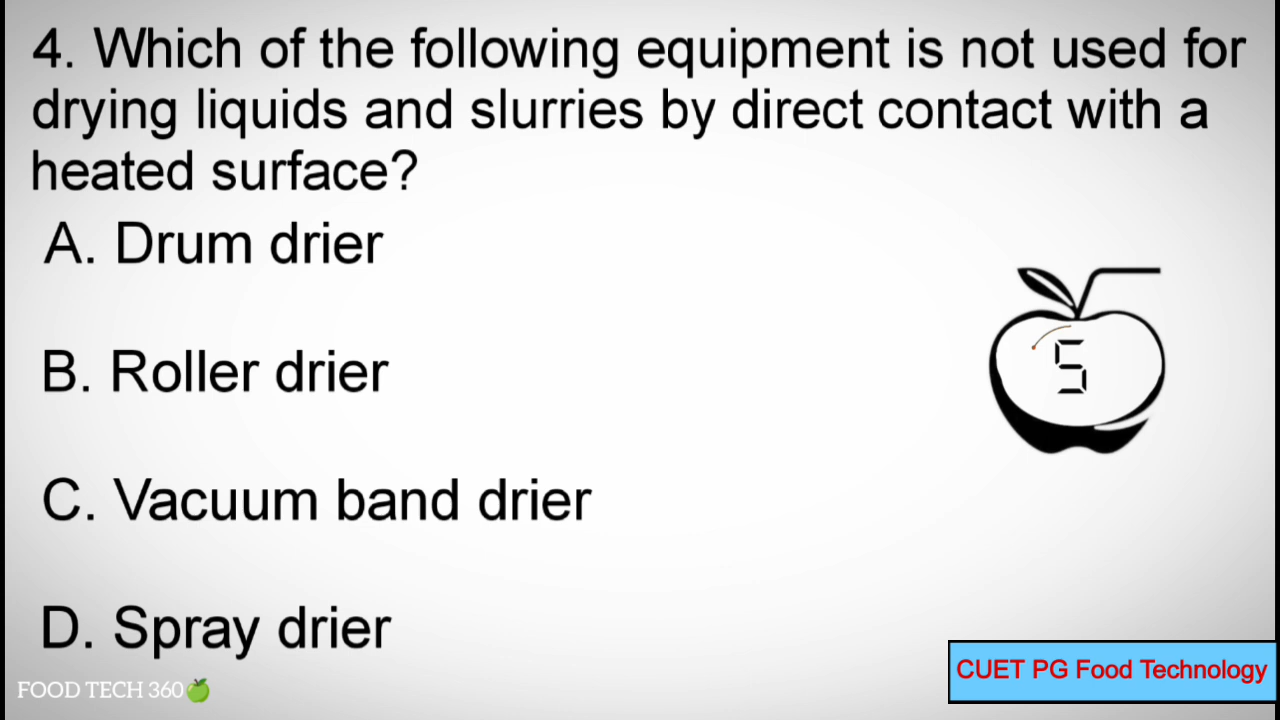 4. Which of the following equipment is not used for
drying liquids and slurries by direct contact with a
heated surface?
A. Drum drier
B. Roller drier
5
C. Vacuum band drier
D. Spray drier
CUET PG Food Technology
FOOD TECH 360